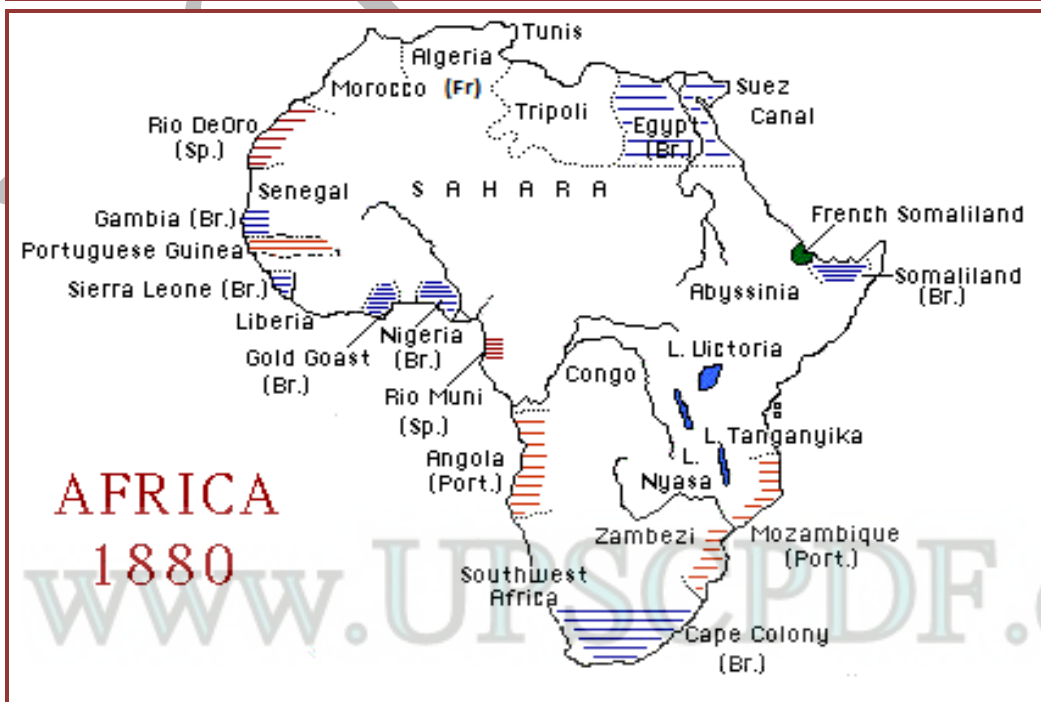 Tunis
Algeria
Morocco (Fr)
Suez
Canal
Tripoli
Egypt
(Br.)
Rio DeOro
(Sp.)
Senegal
S A H A R A
Gambia (Br.)
French Somaliland
Portuguese Guinea
Sierra Leone (Br.)
Abyssinia
Somaliland
(Br.)
Liberia
Nigeria
(Br.)
Gold Goast
(Br.)
L. Victoria
Congo
Rio Muni
(Sp.)
L. Tanganyika
Angola
(Port.)
L.
Nyasa
AFRICA
1880
Zambezi
Mozambique
(Port.)
Southwest
Africa
Cape Colony
(Br.)
www.UPSCPDF.c